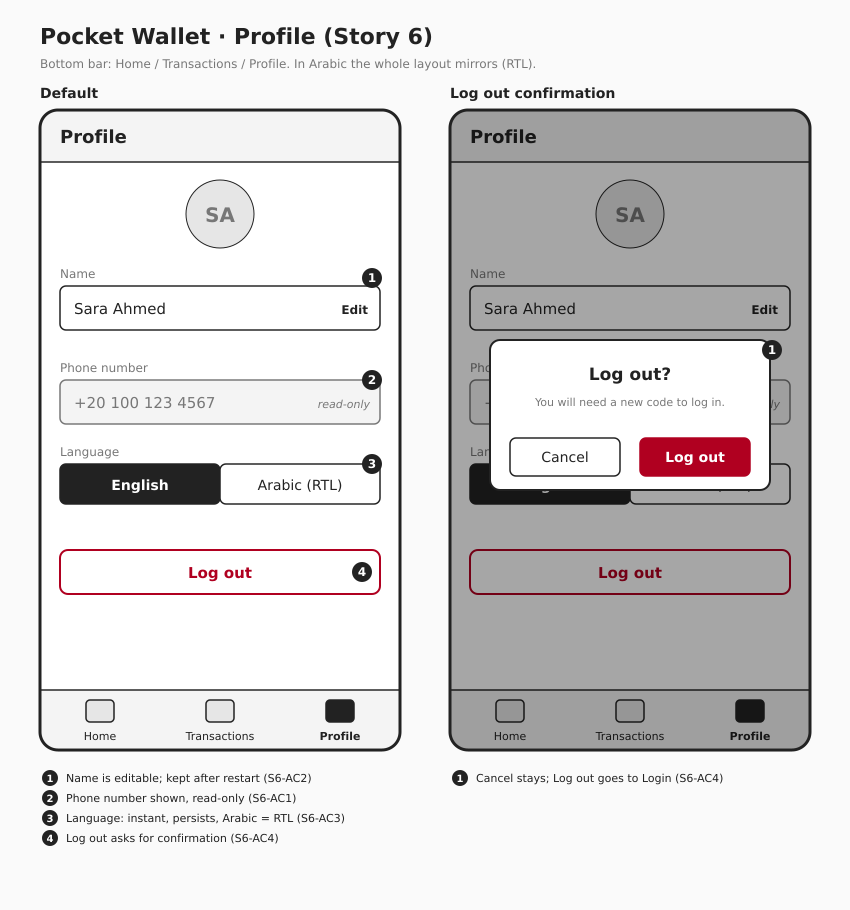 Pocket Wallet · Profile (Story 6)
Bottom bar: Home / Transactions / Profile. In Arabic the whole layout mirrors (RTL).
Default
Profile
SA
Name
1
Sara Ahmed
Edit
Phone number
2
+20 100 123 4567
read-only
Language
3
English
Arabic (RTL)
Log out
4
Home
Transactions
Profile
1 Name is editable; kept after restart (S6-AC2)
2 Phone number shown, read-only (S6-AC1)
3 Language: instant, persists, Arabic = RTL (S6-AC3)
4 Log out asks for confirmation (S6-AC4)
Log out confirmation
Profile
SA
Name
Sara Ahmed
Edit
1
Log out?
You will need a new code to log in.
Cancel
Log out
Log out
Home
Transactions
Profile
1 Cancel stays; Log out goes to Login (S6-AC4)